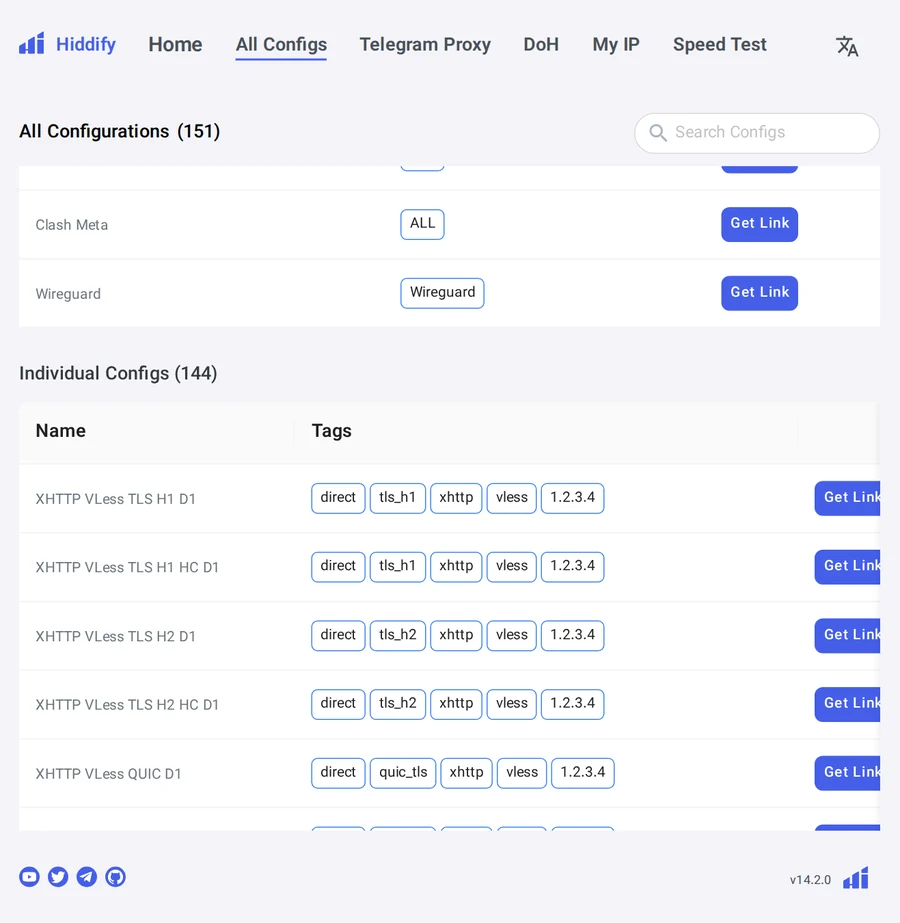 Hiddify Home All Configs Telegram Proxy DoH My IP Speed Test
All Configurations (151) Search Configs
Clash Meta ALL Get Link
Wireguard Wireguard Get Link
Individual Configs (144)
Name Tags
XHTTP VLess TLS H1 D1 direct tls_h1 xhttp vless 1.2.3.4 Get Link
XHTTP VLess TLS H1 HC D1 direct tls_h1 xhttp vless 1.2.3.4 Get Link
XHTTP VLess TLS H2 D1 direct tls_h2 xhttp vless 1.2.3.4 Get Link
XHTTP VLess TLS H2 HC D1 direct tls_h2 xhttp vless 1.2.3.4 Get Link
XHTTP VLess QUIC D1 direct quic_tls xhttp vless 1.2.3.4 Get Link
v14.2.0